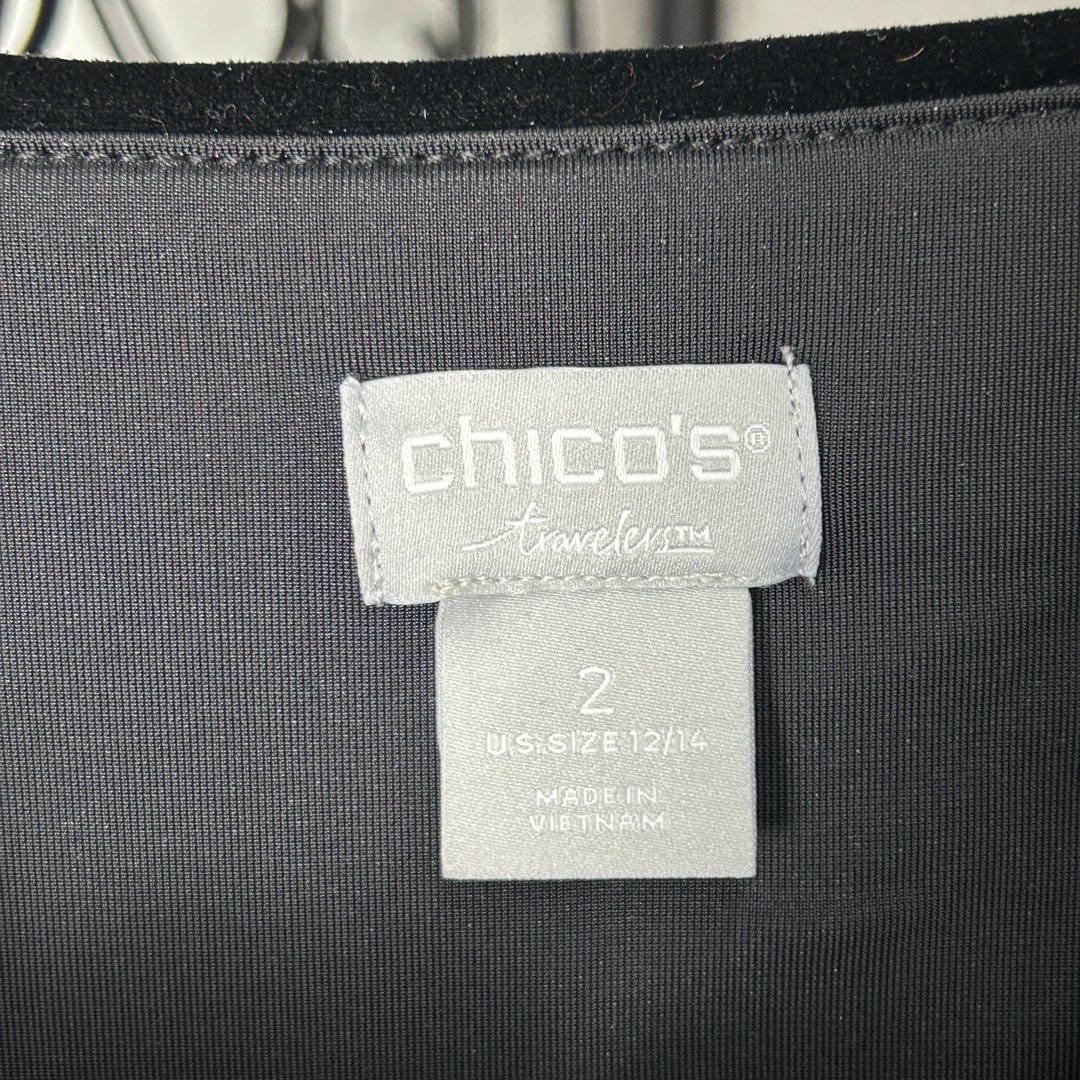 chico's®
travelers™
2
U.S. SIZE 12/14
MADE IN
VIETNAM